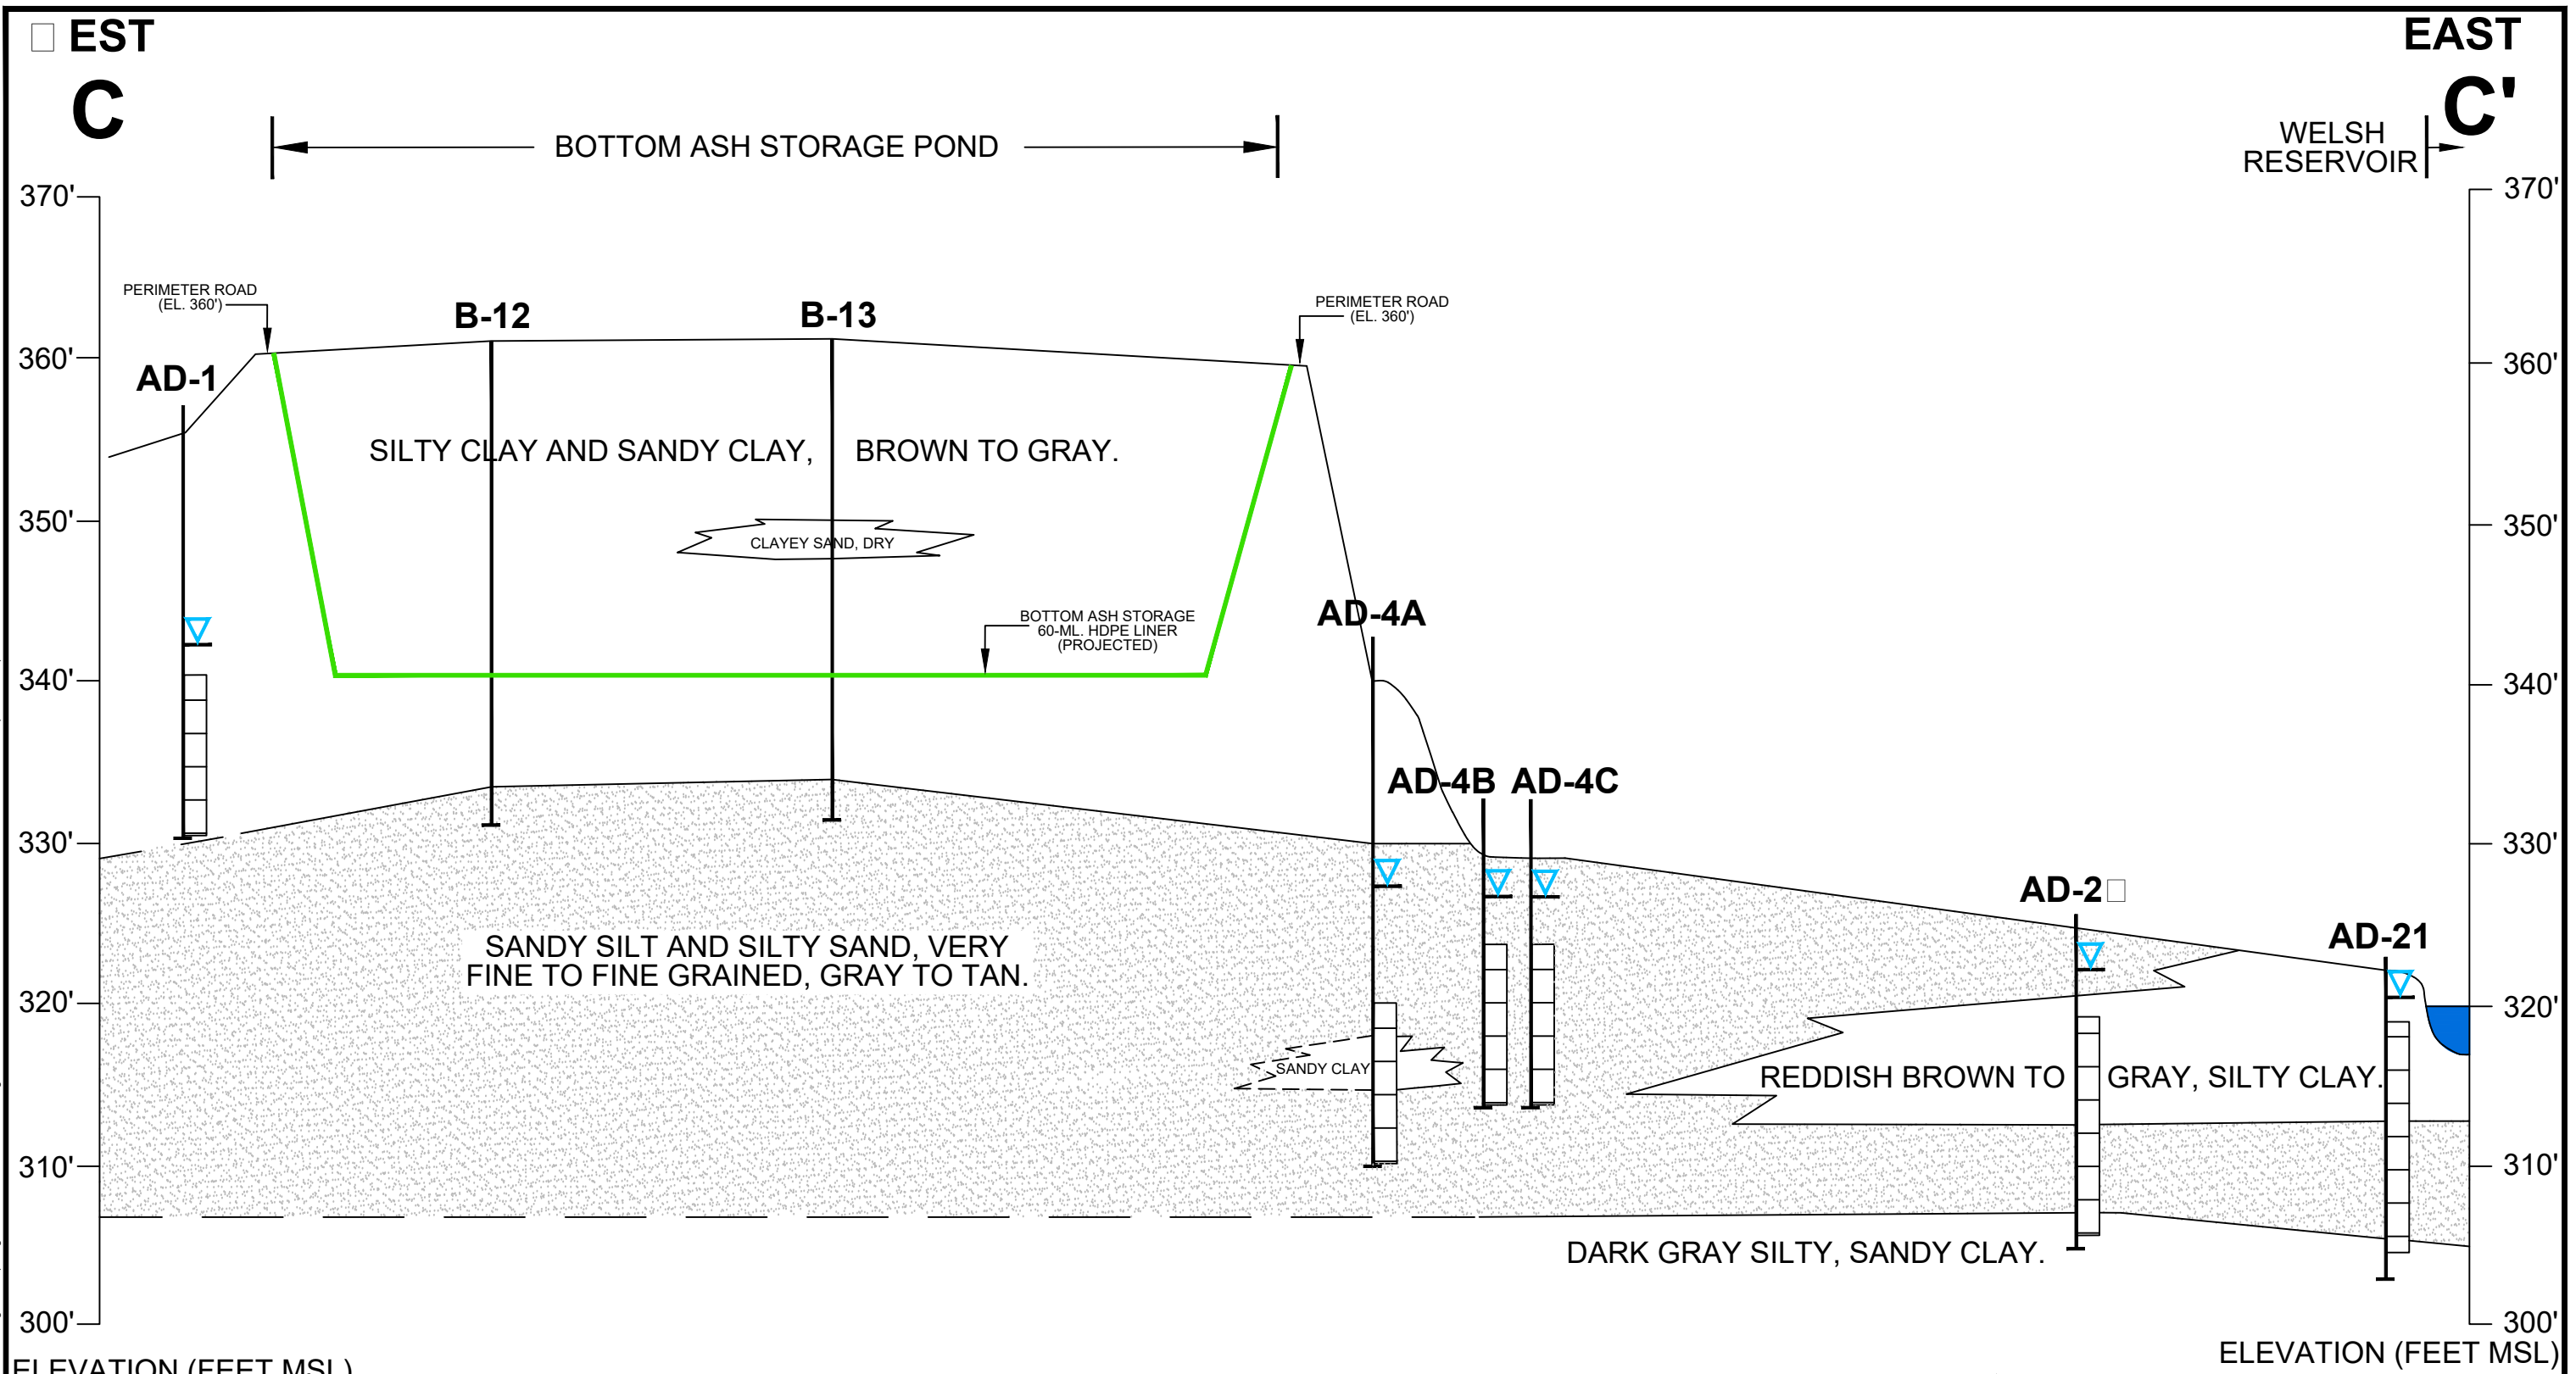 □ EST
EAST
C
C'
BOTTOM ASH STORAGE POND
WELSH
RESERVOIR
370'
370'
PERIMETER ROAD
(EL. 360')
PERIMETER ROAD
(EL. 360')
B-12
B-13
360'
360'
AD-1
SILTY CLAY AND SANDY CLAY, BROWN TO GRAY.
350'
350'
CLAYEY SAND, DRY
BOTTOM ASH STORAGE
60-ML. HDPE LINER
(PROJECTED)
AD-4A
340'
340'
AD-4B
AD-4C
330'
330'
AD-2□
AD-21
SANDY SILT AND SILTY SAND, VERY
FINE TO FINE GRAINED, GRAY TO TAN.
320'
320'
SANDY CLAY
REDDISH BROWN TO GRAY, SILTY CLAY.
310'
310'
DARK GRAY SILTY, SANDY CLAY.
300'
300'
ELEVATION (FEET MSL)
ELEVATION (FEET MSL)